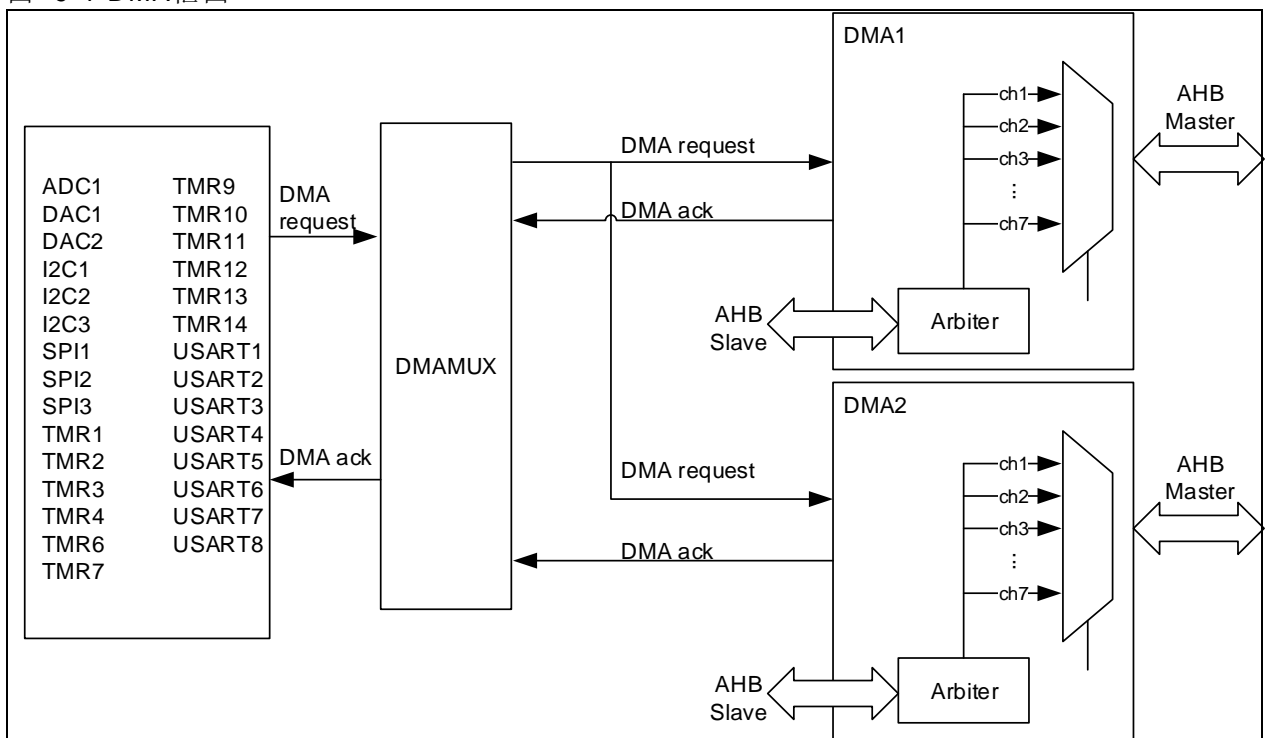 DMA1
ch1
ch2
ch3
⋮
ch7
AHB
Master
DMA request
DMA ack
AHB
Slave
Arbiter
ADC1
DAC1
DAC2
I2C1
I2C2
I2C3
SPI1
SPI2
SPI3
TMR1
TMR2
TMR3
TMR4
TMR6
TMR7
TMR9
TMR10
TMR11
TMR12
TMR13
TMR14
USART1
USART2
USART3
USART4
USART5
USART6
USART7
USART8
DMA
request
DMA ack
DMAMUX
DMA2
ch1
ch2
ch3
⋮
ch7
AHB
Master
DMA request
DMA ack
AHB
Slave
Arbiter